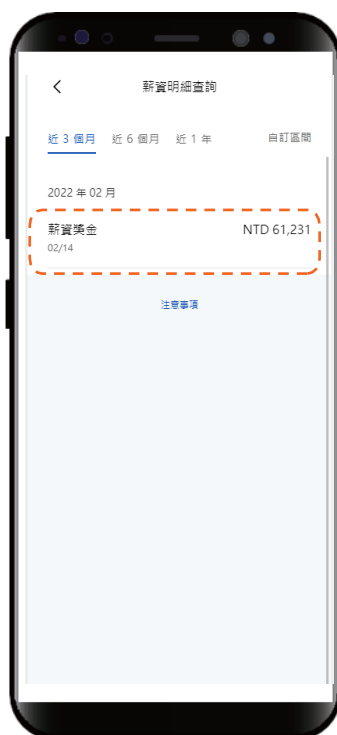 薪資明細查詢
近 3 個月 近 6 個月 近 1 年 自訂區間
2022 年 02 月
薪資獎金 NTD 61,231
02/14
注意事項